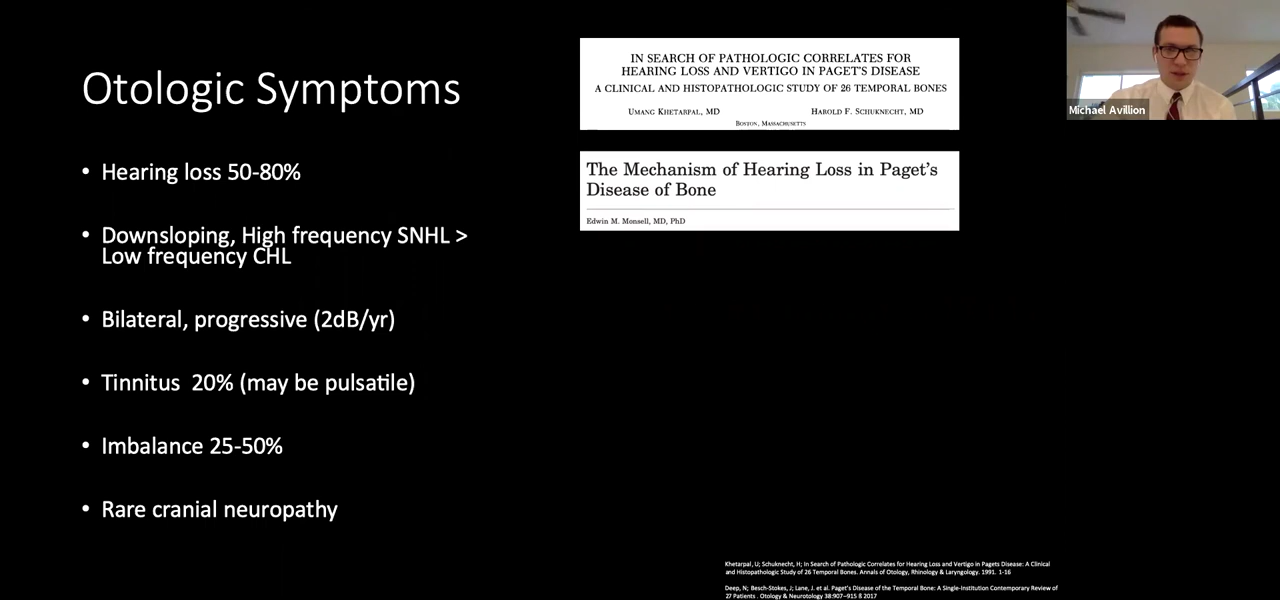 Otologic Symptoms
• Hearing loss 50-80%
• Downsloping, High frequency SNHL >
Low frequency CHL
• Bilateral, progressive (2dB/yr)
• Tinnitus 20% (may be pulsatile)
• Imbalance 25-50%
• Rare cranial neuropathy
IN SEARCH OF PATHOLOGIC CORRELATES FOR
HEARING LOSS AND VERTIGO IN PAGET'S DISEASE
A CLINICAL AND HISTOPATHOLOGIC STUDY OF 26 TEMPORAL BONES
UMANG KHETARPAL, MD HAROLD F. SCHUKNECHT, MD
BOSTON, MASSACHUSETTS
The Mechanism of Hearing Loss in Paget's
Disease of Bone
Edwin M. Monsell, MD, PhD
Michael Avillion
Khetarpal, U; Schuknecht, H; In Search of Pathologic Correlates for Hearing Loss and Vertigo in Pagets Disease: A Clinical
and Histopathologic Study of 26 Temporal Bones. Annals of Otology, Rhinology & Laryngology. 1991. 1-16
Deep, N; Besch-Stokes, J; Lane, J. et al. Paget's Disease of the Temporal Bone: A Single-Institution Contemporary Review of
27 Patients . Otology & Neurotology 38:907–915 ß 2017